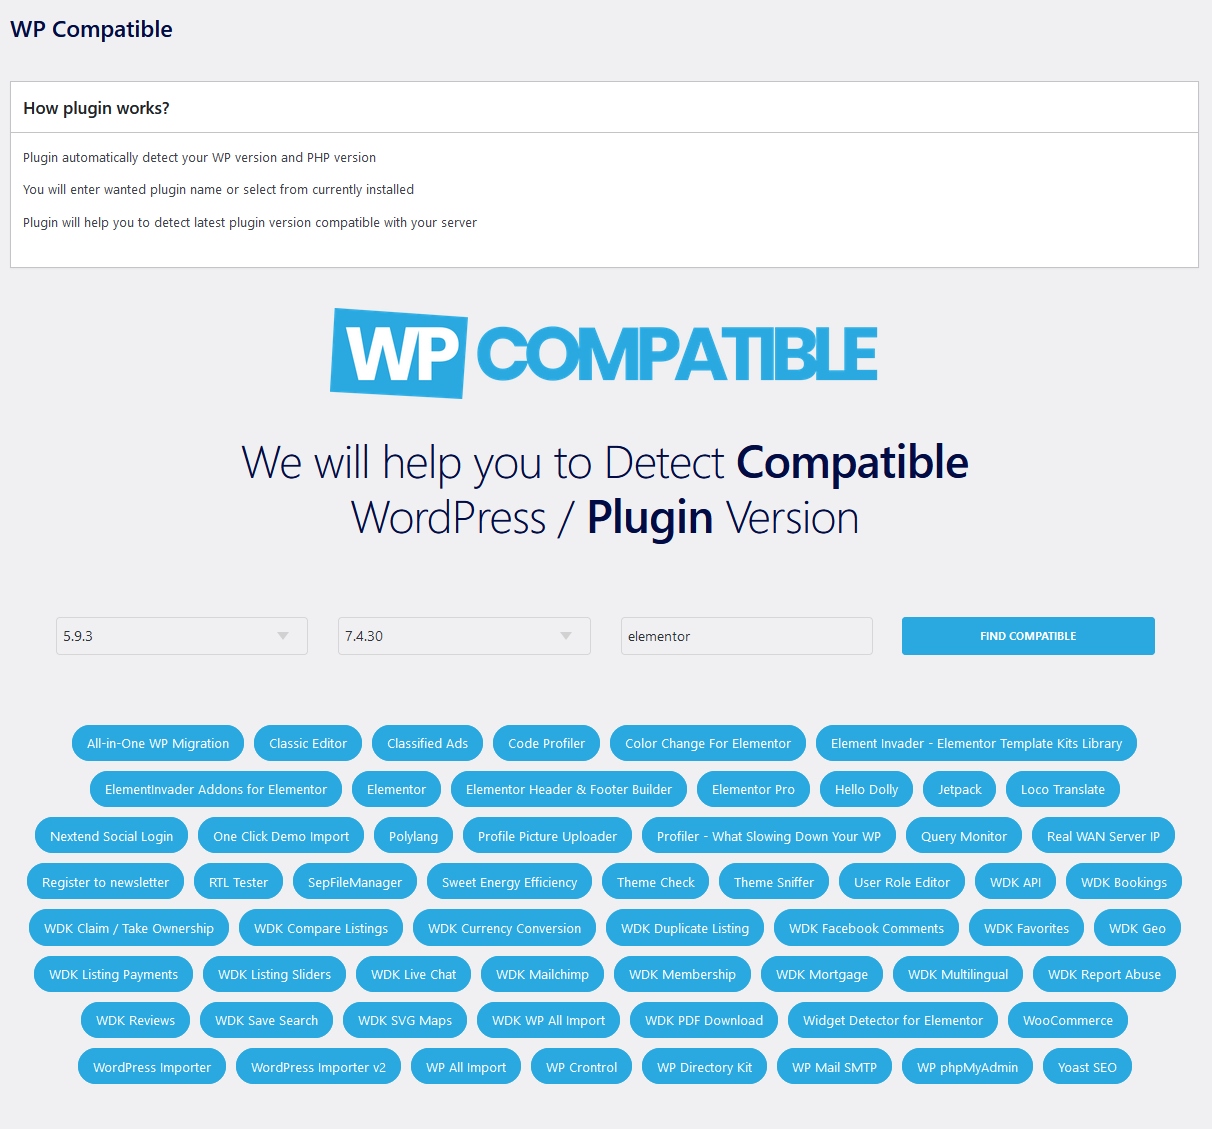 WP Compatible
How plugin works?
Plugin automatically detect your WP version and PHP version
You will enter wanted plugin name or select from currently installed
Plugin will help you to detect latest plugin version compatible with your server
WP COMPATIBLE
We will help you to Detect Compatible
WordPress / Plugin Version
5.9.3 7.4.30 elementor FIND COMPATIBLE
All-in-One WP Migration Classic Editor Classified Ads Code Profiler Color Change For Elementor Element Invader - Elementor Template Kits Library
ElementInvader Addons for Elementor Elementor Elementor Header & Footer Builder Elementor Pro Hello Dolly Jetpack Loco Translate
Nextend Social Login One Click Demo Import Polylang Profile Picture Uploader Profiler - What Slowing Down Your WP Query Monitor Real WAN Server IP
Register to newsletter RTL Tester SepFileManager Sweet Energy Efficiency Theme Check Theme Sniffer User Role Editor WDK API WDK Bookings
WDK Claim / Take Ownership WDK Compare Listings WDK Currency Conversion WDK Duplicate Listing WDK Facebook Comments WDK Favorites WDK Geo
WDK Listing Payments WDK Listing Sliders WDK Live Chat WDK Mailchimp WDK Membership WDK Mortgage WDK Multilingual WDK Report Abuse
WDK Reviews WDK Save Search WDK SVG Maps WDK WP All Import WDK PDF Download Widget Detector for Elementor WooCommerce
WordPress Importer WordPress Importer v2 WP All Import WP Crontrol WP Directory Kit WP Mail SMTP WP phpMyAdmin Yoast SEO